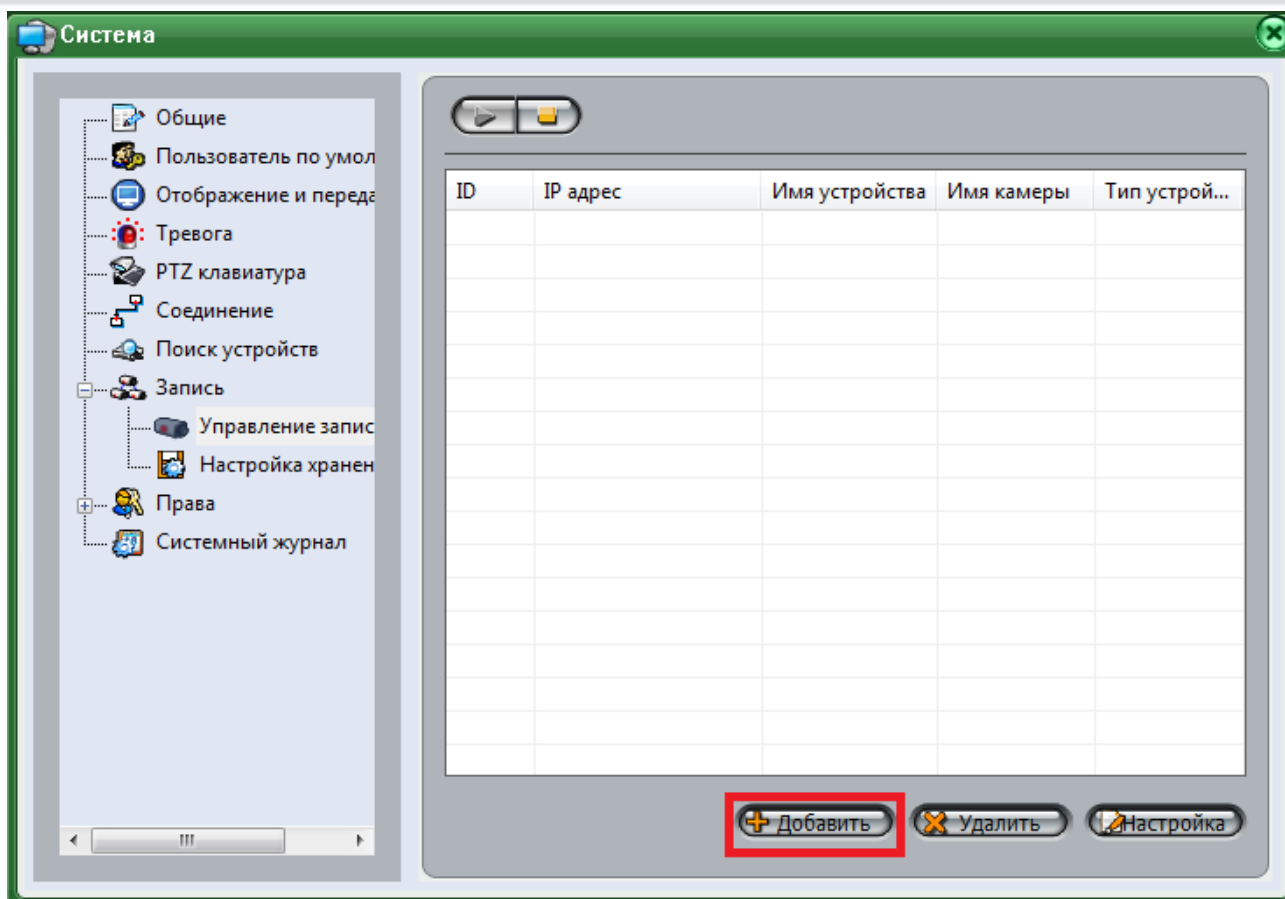 Система
Общие
Пользователь по умол
Отображение и переда
Тревога
PTZ клавиатура
Соединение
Поиск устройств
Запись
Управление запис
Настройка хранен
Права
Системный журнал
ID IP адрес Имя устройства Имя камеры Тип устрой...
Добавить Удалить Настройка